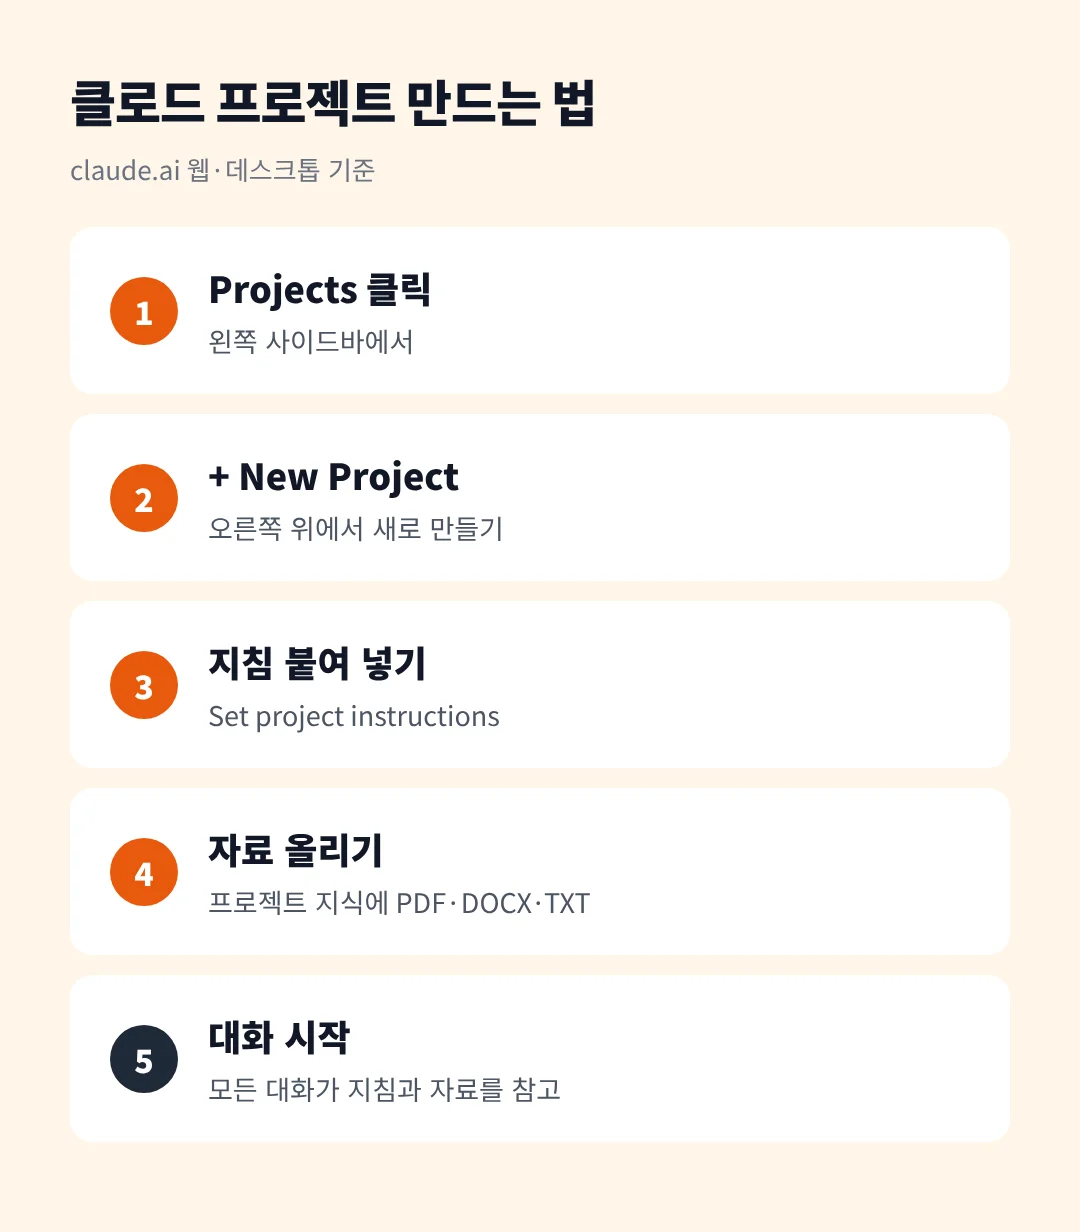 클로드 프로젝트 만드는 법
claude.ai 웹·데스크톱 기준
1
Projects 클릭
왼쪽 사이드바에서
2
+ New Project
오른쪽 위에서 새로 만들기
3
지침 붙여 넣기
Set project instructions
4
자료 올리기
프로젝트 지식에 PDF·DOCX·TXT
5
대화 시작
모든 대화가 지침과 자료를 참고